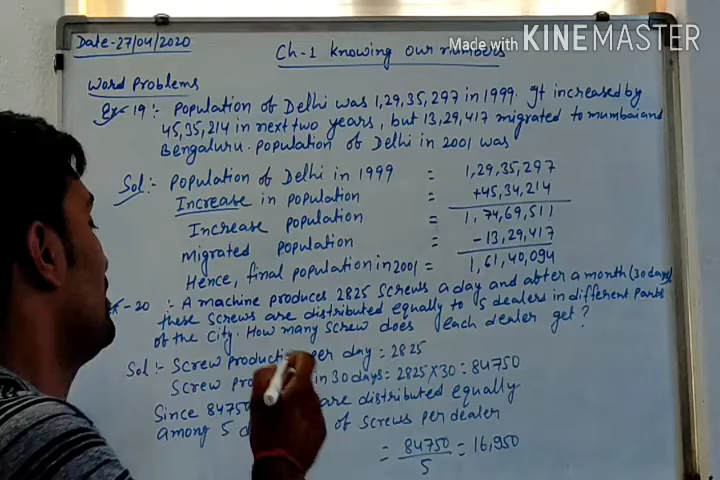 Made with KINEMASTER
Date-27/04/2020
Ch-1 Knowing our numbers
Word Problems
Ex-19:- Population of Delhi was 1,29,35,297 in 1999. It increased by
45,35,214 in next two years, but 13,29,417 migrated to mumbai and
Bengaluru. Population of Delhi in 2001 was
Sol:- Population of Delhi in 1999 = 1,29,35,297
Increase in population = +45,34,214
Increase population = 1,74,69,511
migrated population = -13,29,417
Hence, final population in 2001 = 1,61,40,094
Ex-20 :- A machine produces 2825 screws a day and after a month (30 days)
these screws are distributed equally to 5 dealers in different parts
of the city. How many screw does each dealer get?
Sol:- Screw production per day = 2825
Screw in 30 days = 2825×30 = 84750
Since 84750 are distributed equally
among 5 of screws per dealer
= 84750/5 = 16,950